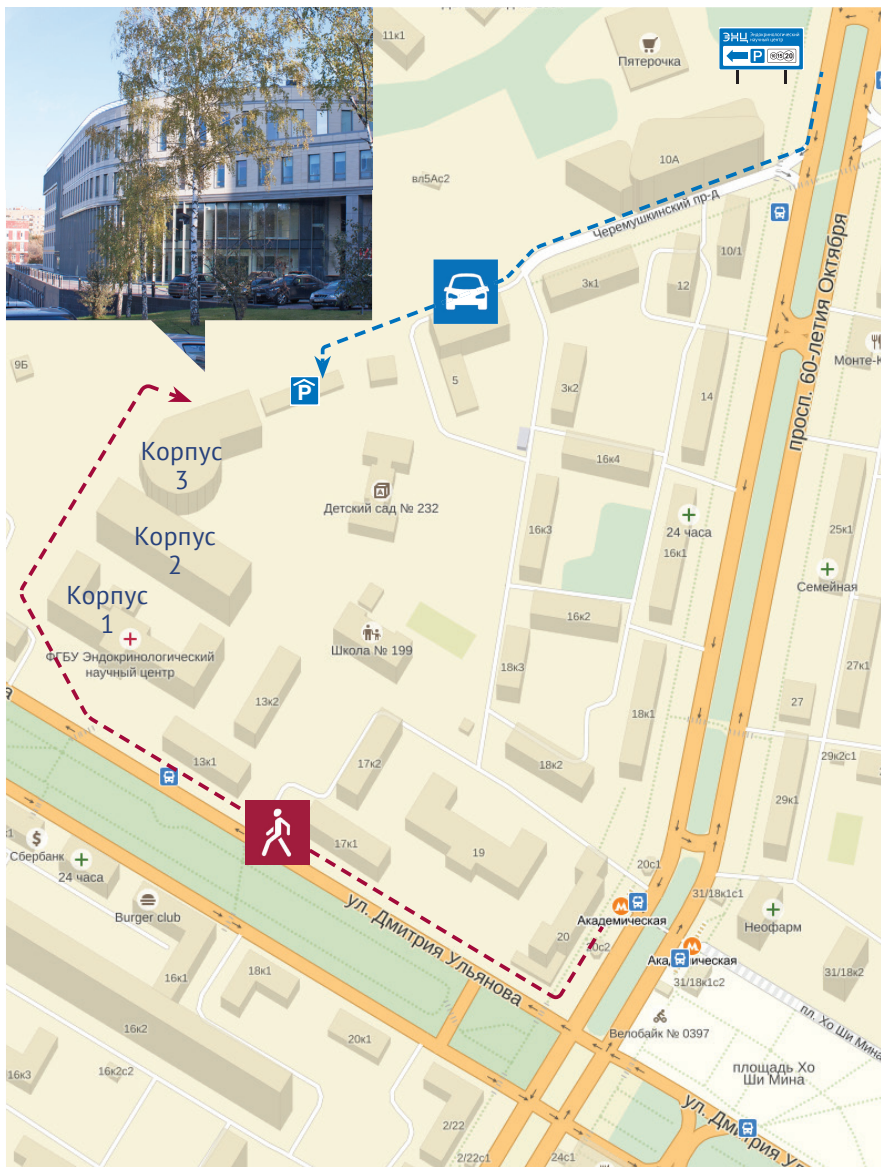 11к1
Пятерочка
ЭНЦ Эндокринологический
научный центр
P
10А
вл5Ас2
Черемушкинский пр-д
10/1
3к1
12
просп. 60-летия Октября
9Б
P
5
3к2
14
Монте-К
Корпус
3
16к4
Детский сад № 232
24 часа
16к1
16к3
25к1
Корпус
2
Семейная
Корпус
1
16к2
Школа № 199
ФГБУ Эндокринологический
научный центр
18к3
27к1
13к2
27
18к1
13к1
17к2
18к2
29к2с1
29к1
17к1
19
Сбербанк
24 часа
20с1
31/18к1с1
Burger club
ул. Дмитрия Ульянова
Академическая
Неофарм
20
20с2
Академическая
16к1
18к1
31/18к1с2
31/18к2
16к2
20к1
Велобайк № 0397
пл. Хо Ши Мина
площадь Хо
Ши Мина
16к3
16к2с2
ул. Дмитрия Уль
2/22
2/22с1
24с1